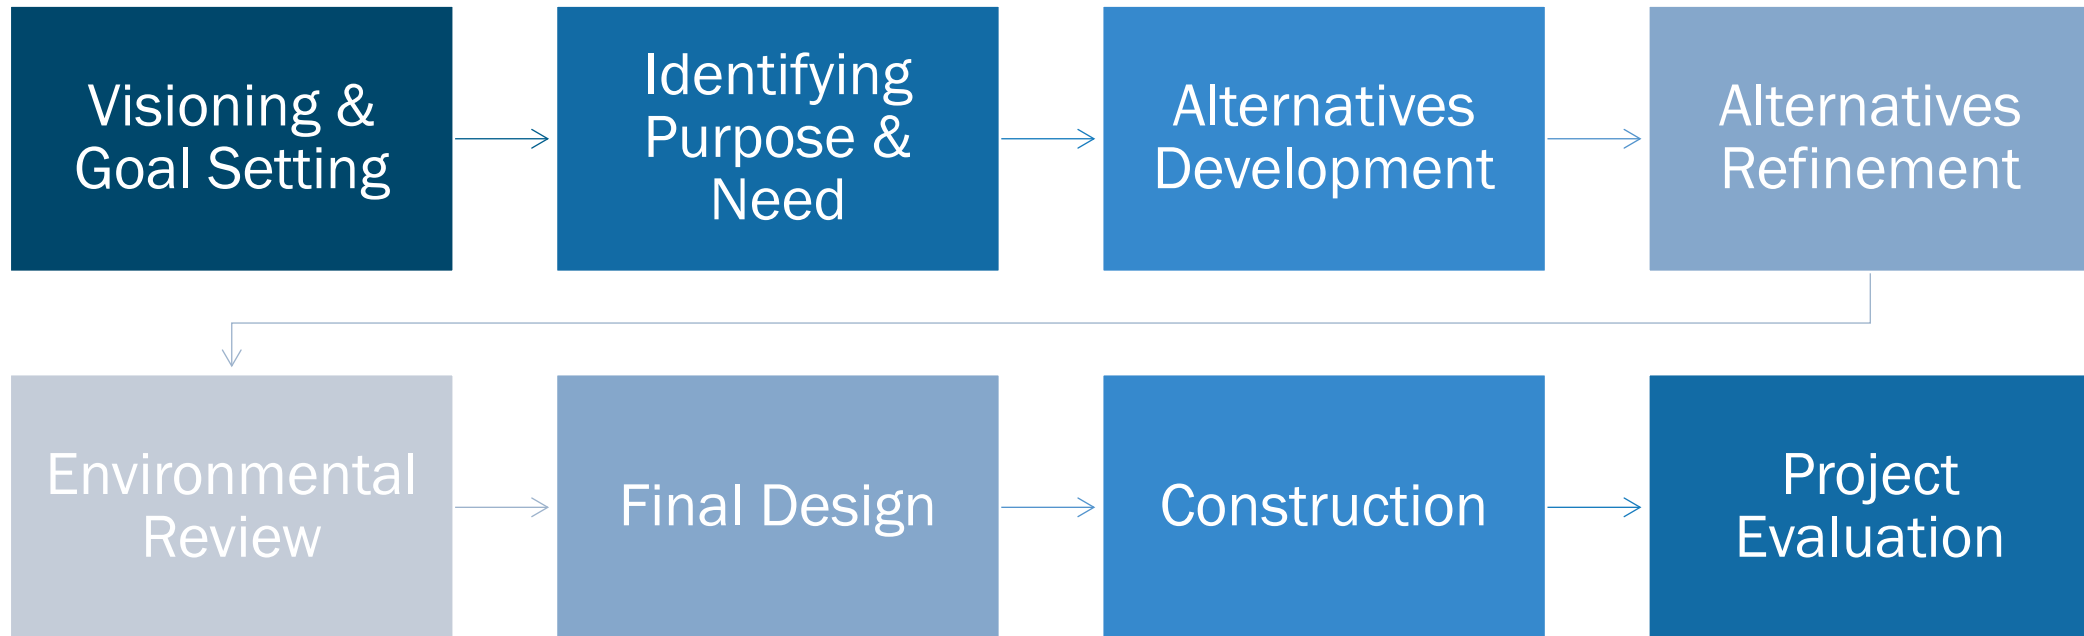 Visioning &
Goal Setting
Identifying
Purpose &
Need
Alternatives
Development
Alternatives
Refinement
Environmental
Review
Final Design
Construction
Project
Evaluation